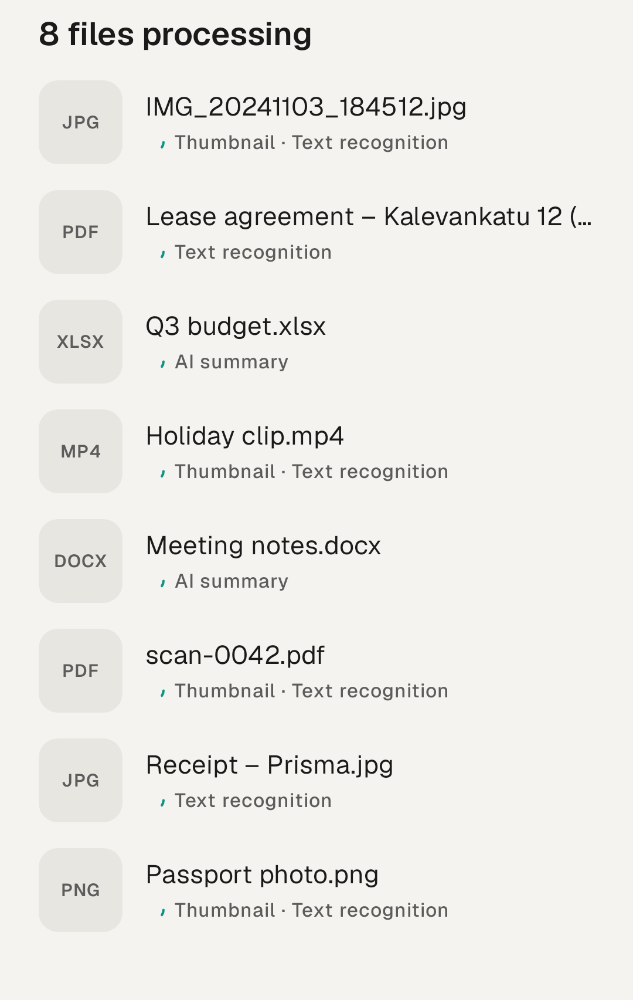 8 files processing
JPG
IMG_20241103_184512.jpg
Thumbnail · Text recognition
PDF
Lease agreement – Kalevankatu 12 (…
Text recognition
XLSX
Q3 budget.xlsx
AI summary
MP4
Holiday clip.mp4
Thumbnail · Text recognition
DOCX
Meeting notes.docx
AI summary
PDF
scan-0042.pdf
Thumbnail · Text recognition
JPG
Receipt – Prisma.jpg
Text recognition
PNG
Passport photo.png
Thumbnail · Text recognition